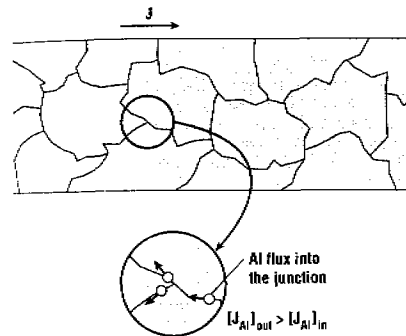 J
Al flux into
the junction
[J_Al]_out > [J_Al]_in